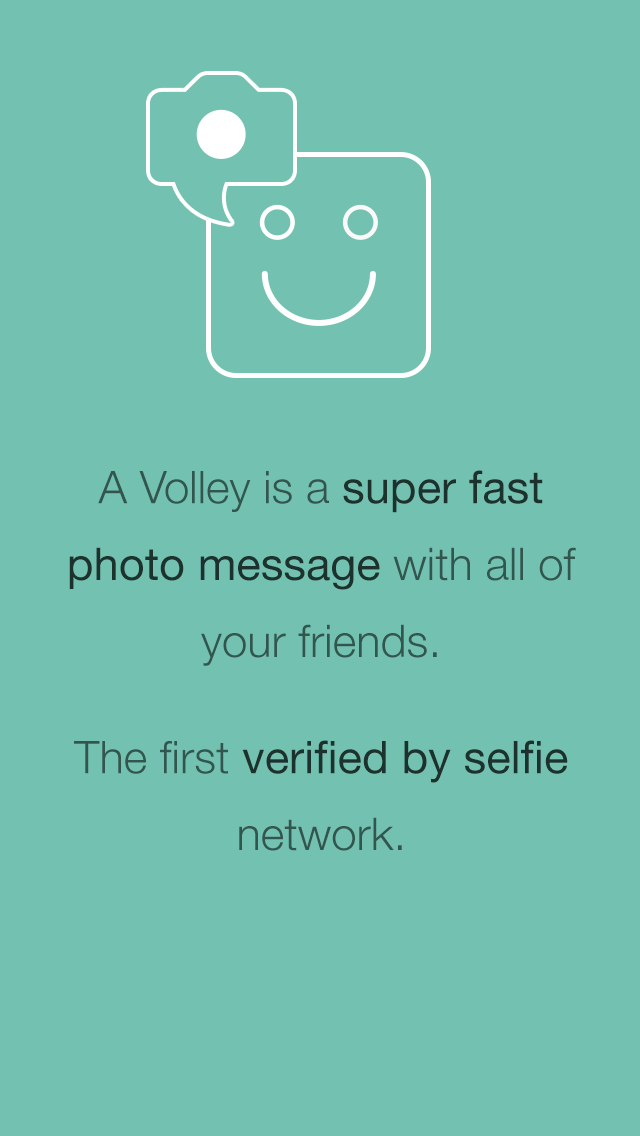 A Volley is a super fast
photo message with all of
your friends.
The first verified by selfie
network.